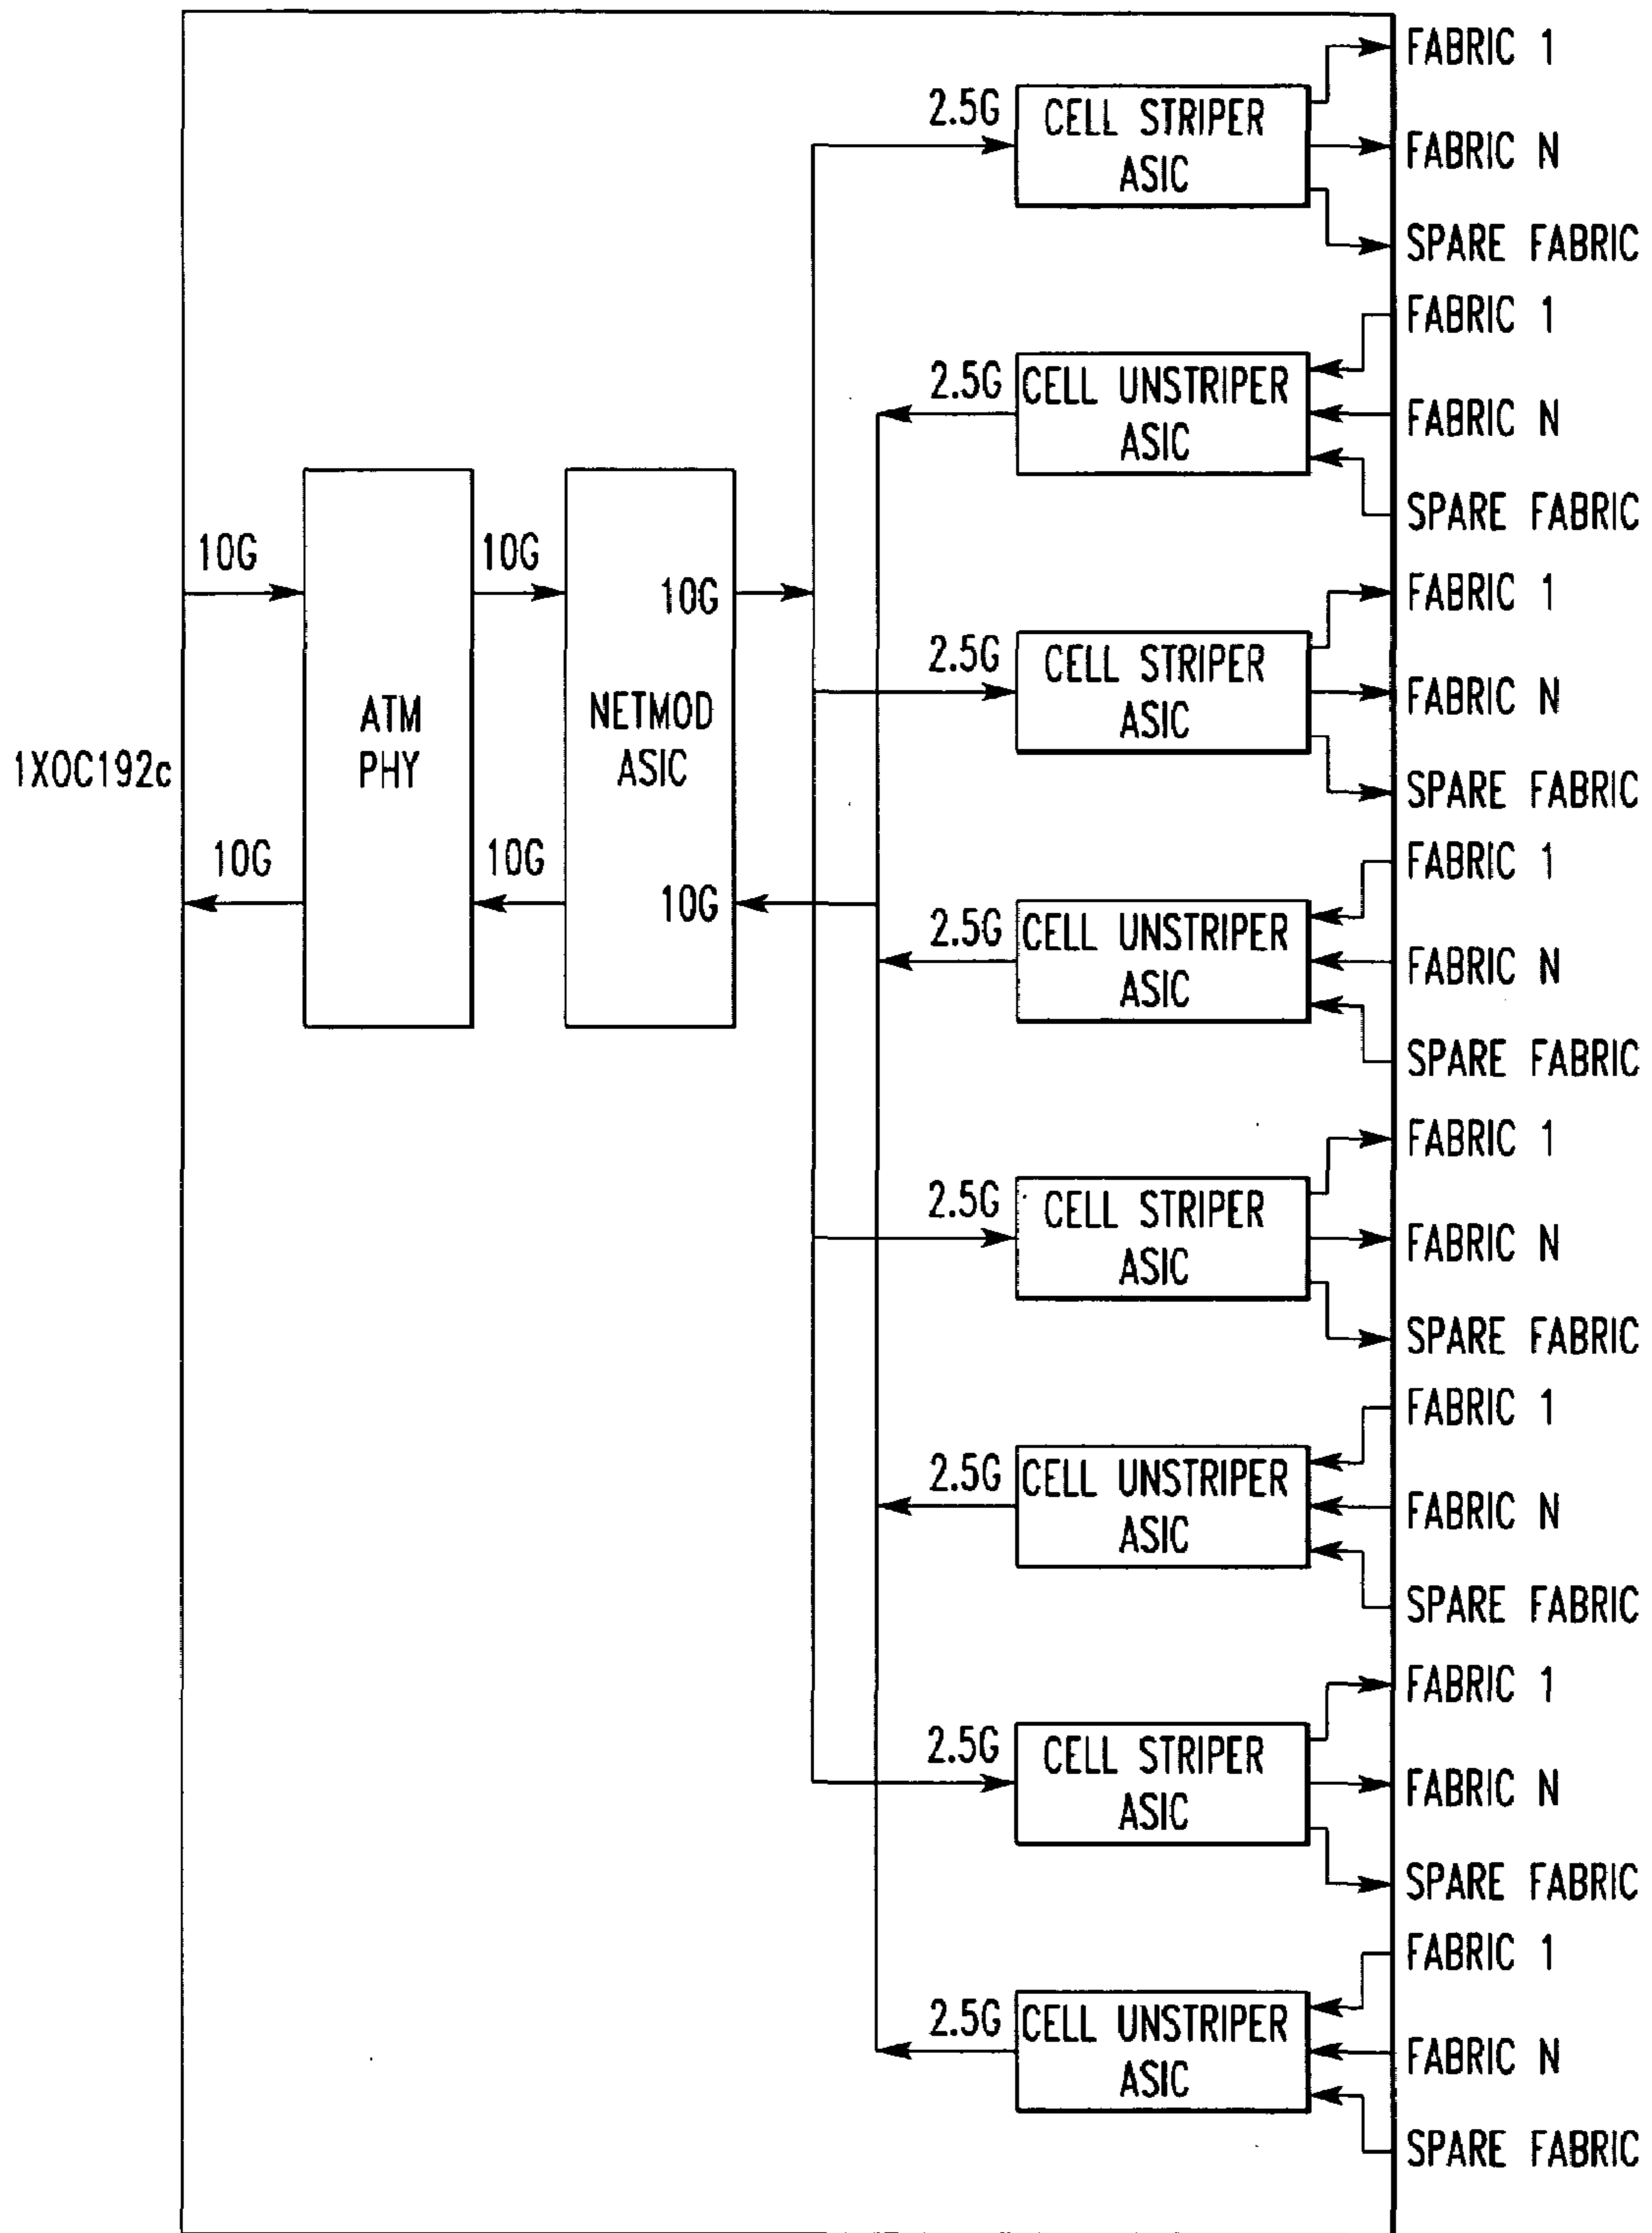 FABRIC 1
2.5G
CELL STRIPER
ASIC
FABRIC N
SPARE FABRIC
FABRIC 1
2.5G
CELL UNSTRIPER
ASIC
FABRIC N
SPARE FABRIC
10G
10G
10G
FABRIC 1
2.5G
CELL STRIPER
ASIC
FABRIC N
ATM
PHY
NETMOD
ASIC
1XOC192c
SPARE FABRIC
10G
10G
10G
FABRIC 1
2.5G
CELL UNSTRIPER
ASIC
FABRIC N
SPARE FABRIC
FABRIC 1
2.5G
CELL STRIPER
ASIC
FABRIC N
SPARE FABRIC
FABRIC 1
2.5G
CELL UNSTRIPER
ASIC
FABRIC N
SPARE FABRIC
FABRIC 1
2.5G
CELL STRIPER
ASIC
FABRIC N
SPARE FABRIC
FABRIC 1
2.5G
CELL UNSTRIPER
ASIC
FABRIC N
SPARE FABRIC